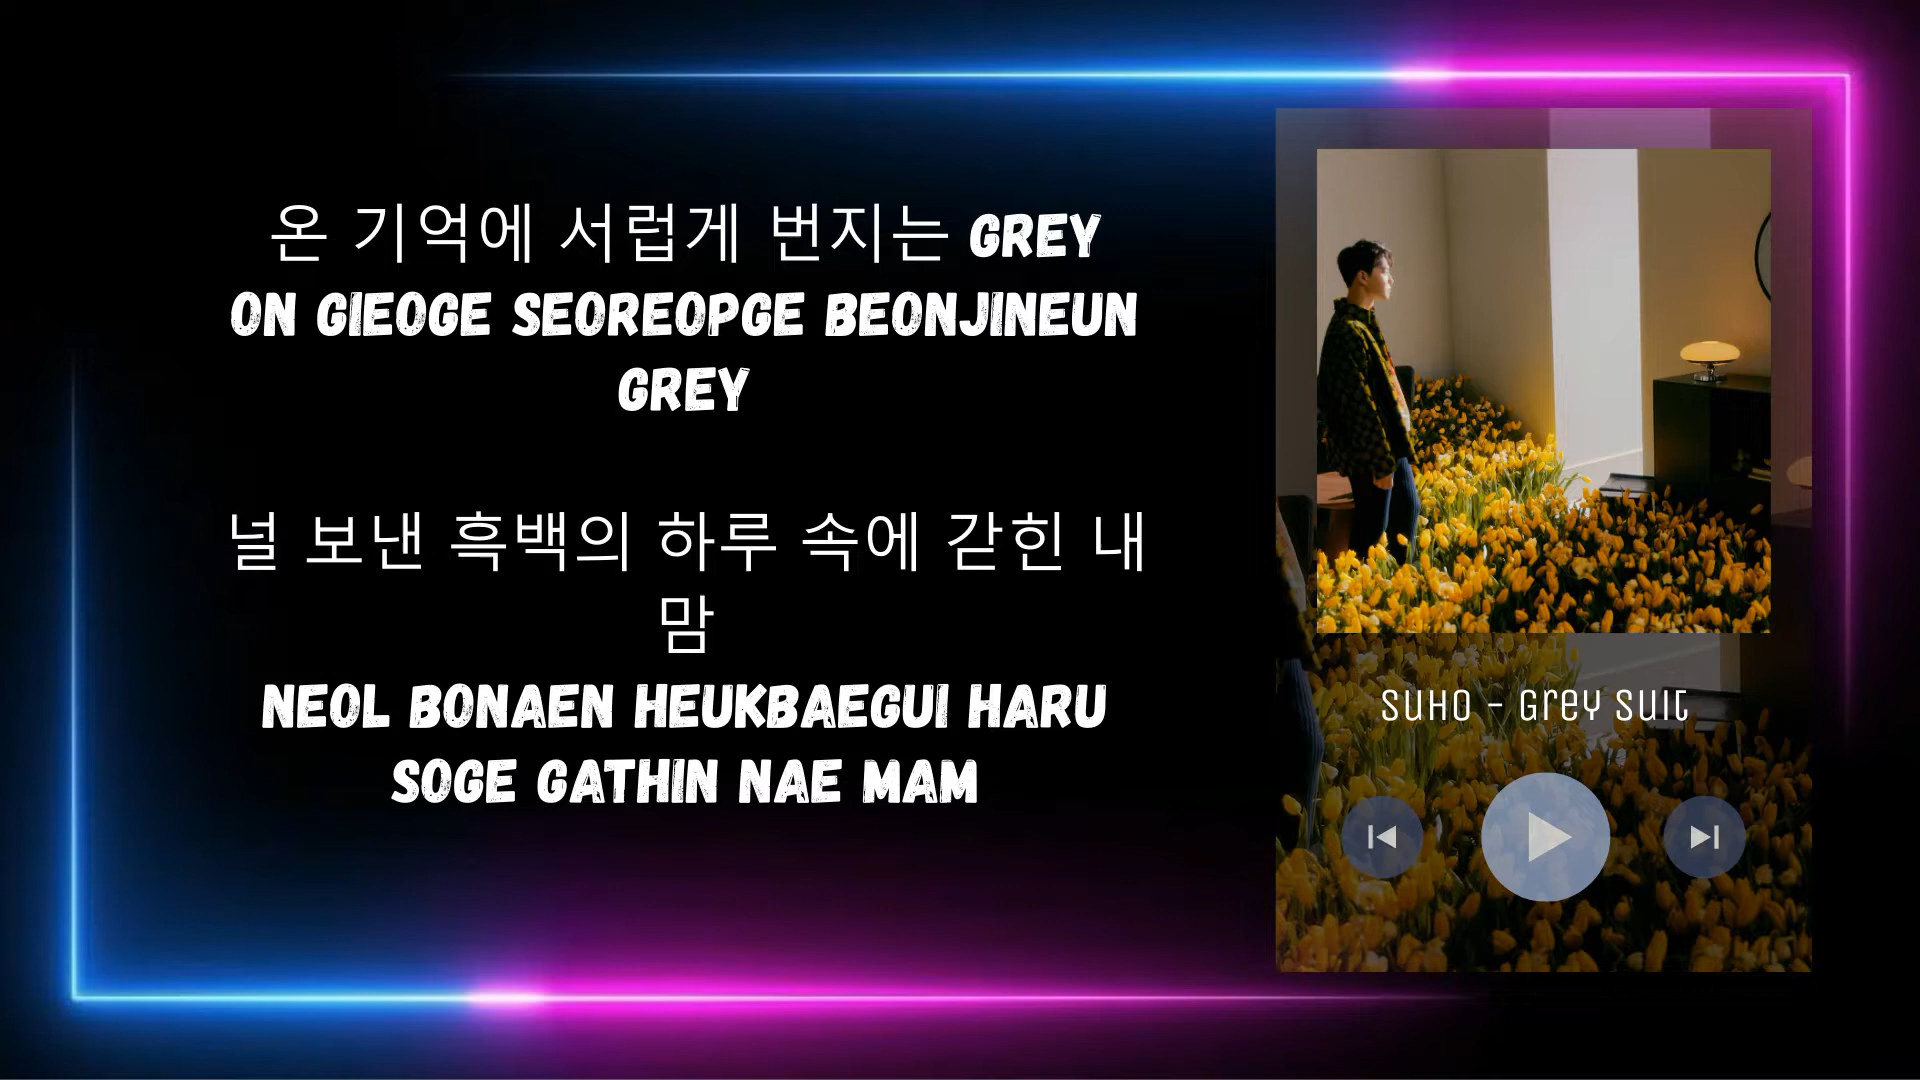 온 기억에 서럽게 번지는 GREY
ON GIEOGE SEOREOPGE BEONJINEUN
GREY
널 보낸 흑백의 하루 속에 갇힌 내
맘
NEOL BONAEN HEUKBAEGUI HARU
SOGE GATHIN NAE MAM
SUHO - Grey Suit